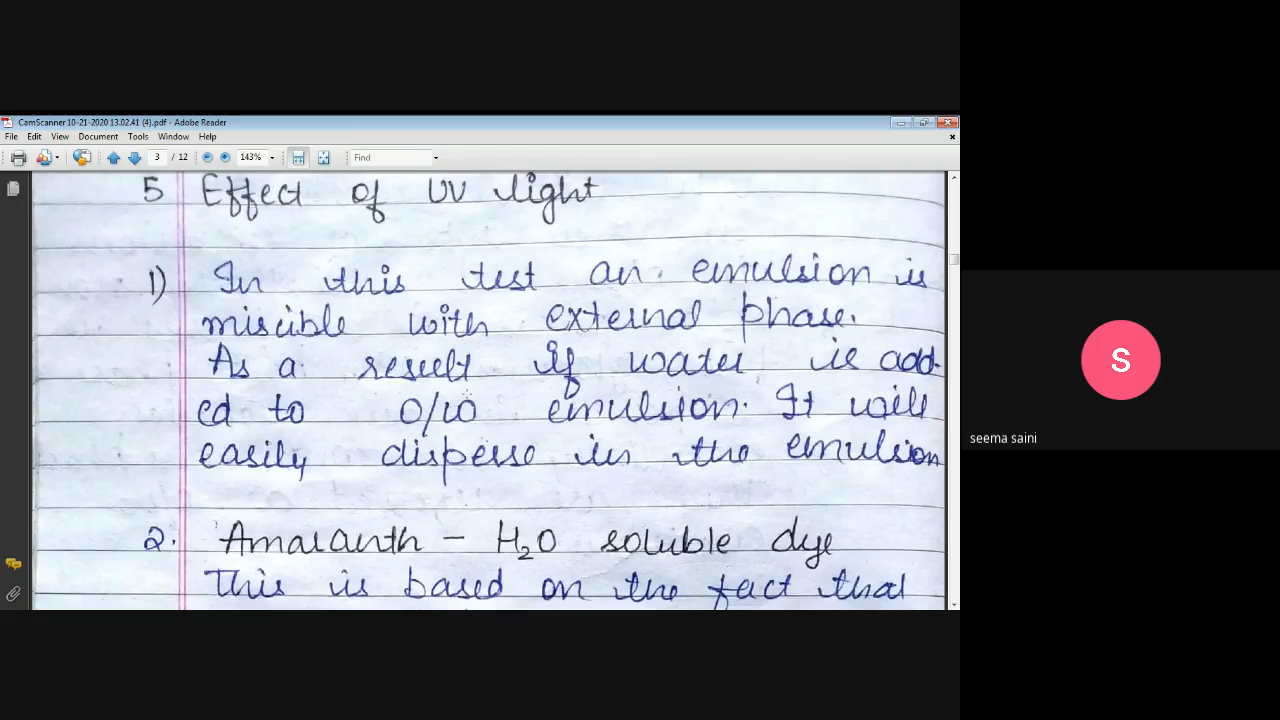 CamScanner 10-21-2020 13.02.41 (4).pdf - Adobe Reader
File Edit View Document Tools Window Help
3 / 12 143% Find
5 Effect of UV light
1) In this test an emulsion is
miscible with external phase.
As a result if water is add-
ed to O/W emulsion. It will
easily disperse in the emulsion
2. Amaranth - H₂O soluble dye
This is based on the fact that
S
seema saini